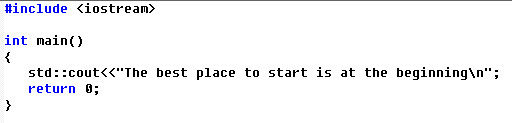 #include <iostream>
int main()
{
std::cout<<"The best place to start is at the beginning\n";
return 0;
}